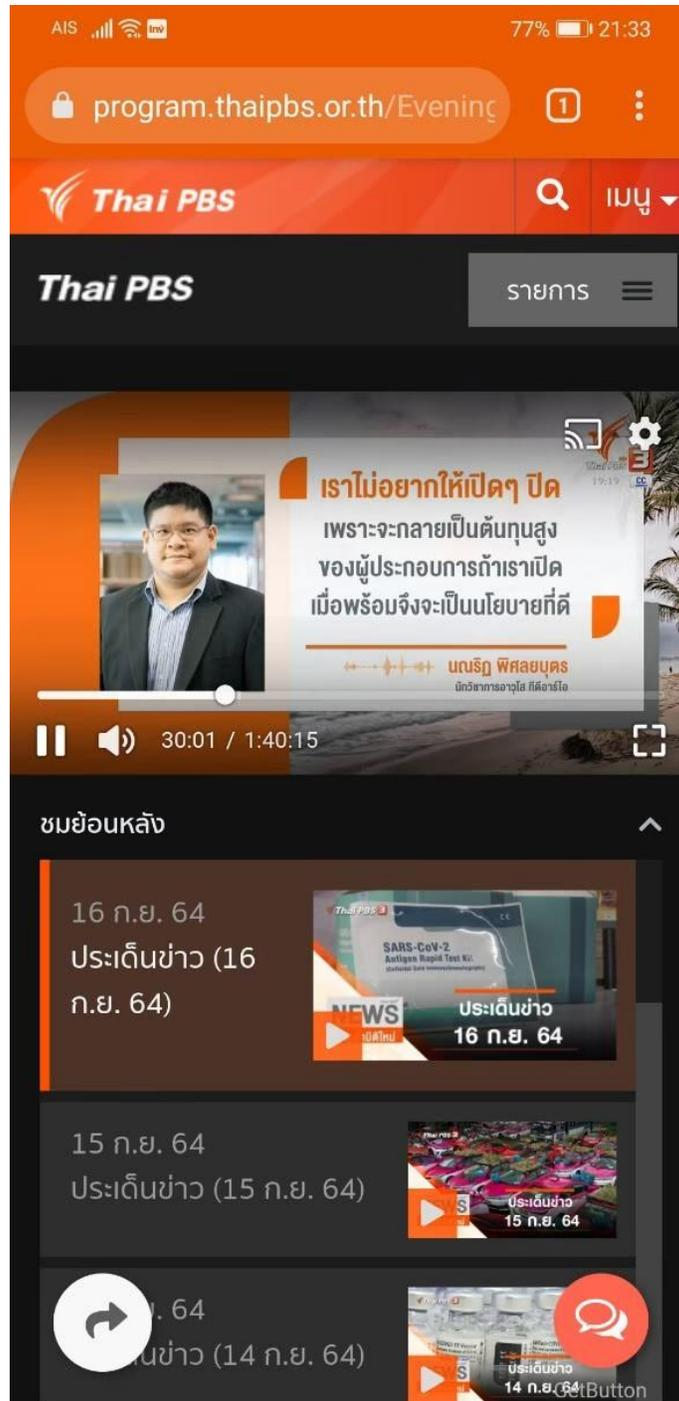 AIS
77% 21:33
program.thaipbs.or.th/Evening
1
Thai PBS
เมนู
Thai PBS
รายการ
Thai PBS 3
19:19 CC
เราไม่อยากให้เปิดๆ ปิด
เพราะจะกลายเป็นต้นทุนสูง
ของผู้ประกอบการถ้าเราเปิด
เมื่อพร้อมจึงจะเป็นนโยบายที่ดี
นณริฏ พิศลยบุตร
นักวิชาการอาวุโส ทีดีอาร์ไอ
30:01 / 1:40:15
ชมย้อนหลัง
16 ก.ย. 64
ประเด็นข่าว (16
ก.ย. 64)
Thai PBS 3
SARS-CoV-2
Antigen Rapid Test Kit
NEWS
ประเด็นข่าว
16 ก.ย. 64
15 ก.ย. 64
ประเด็นข่าว (15 ก.ย. 64)
Thai PBS 3
ประเด็นข่าว
15 ก.ย. 64
64
(14 ก.ย. 64)
ประเด็นข่าว
14 ก.ย. 64
GetButton